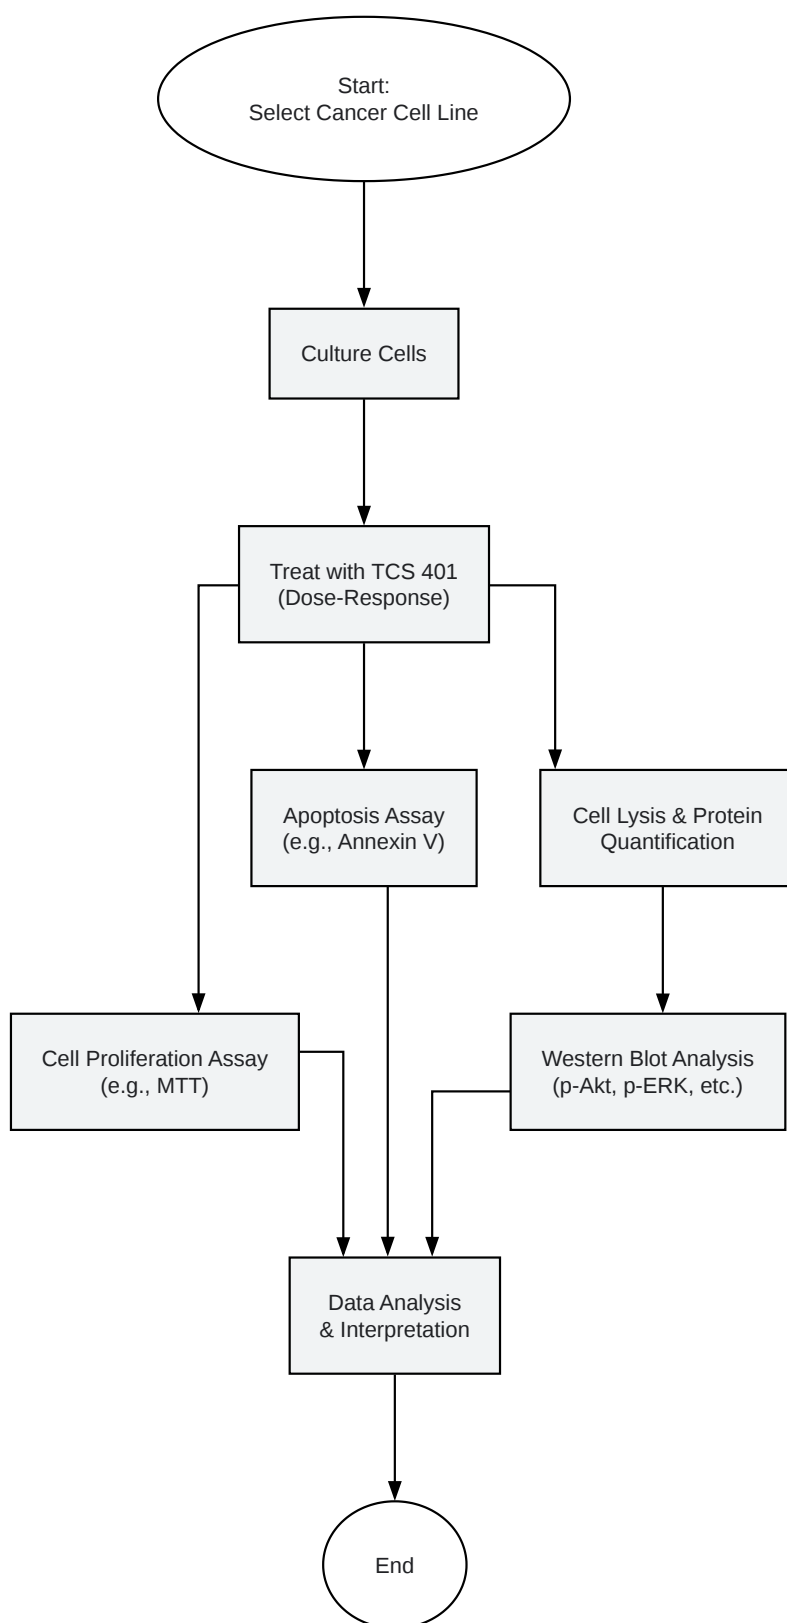 Start:
Select Cancer Cell Line
Culture Cells
Treat with TCS 401
(Dose-Response)
Apoptosis Assay
(e.g., Annexin V)
Cell Lysis & Protein
Quantification
Cell Proliferation Assay
(e.g., MTT)
Western Blot Analysis
(p-Akt, p-ERK, etc.)
Data Analysis
& Interpretation
End